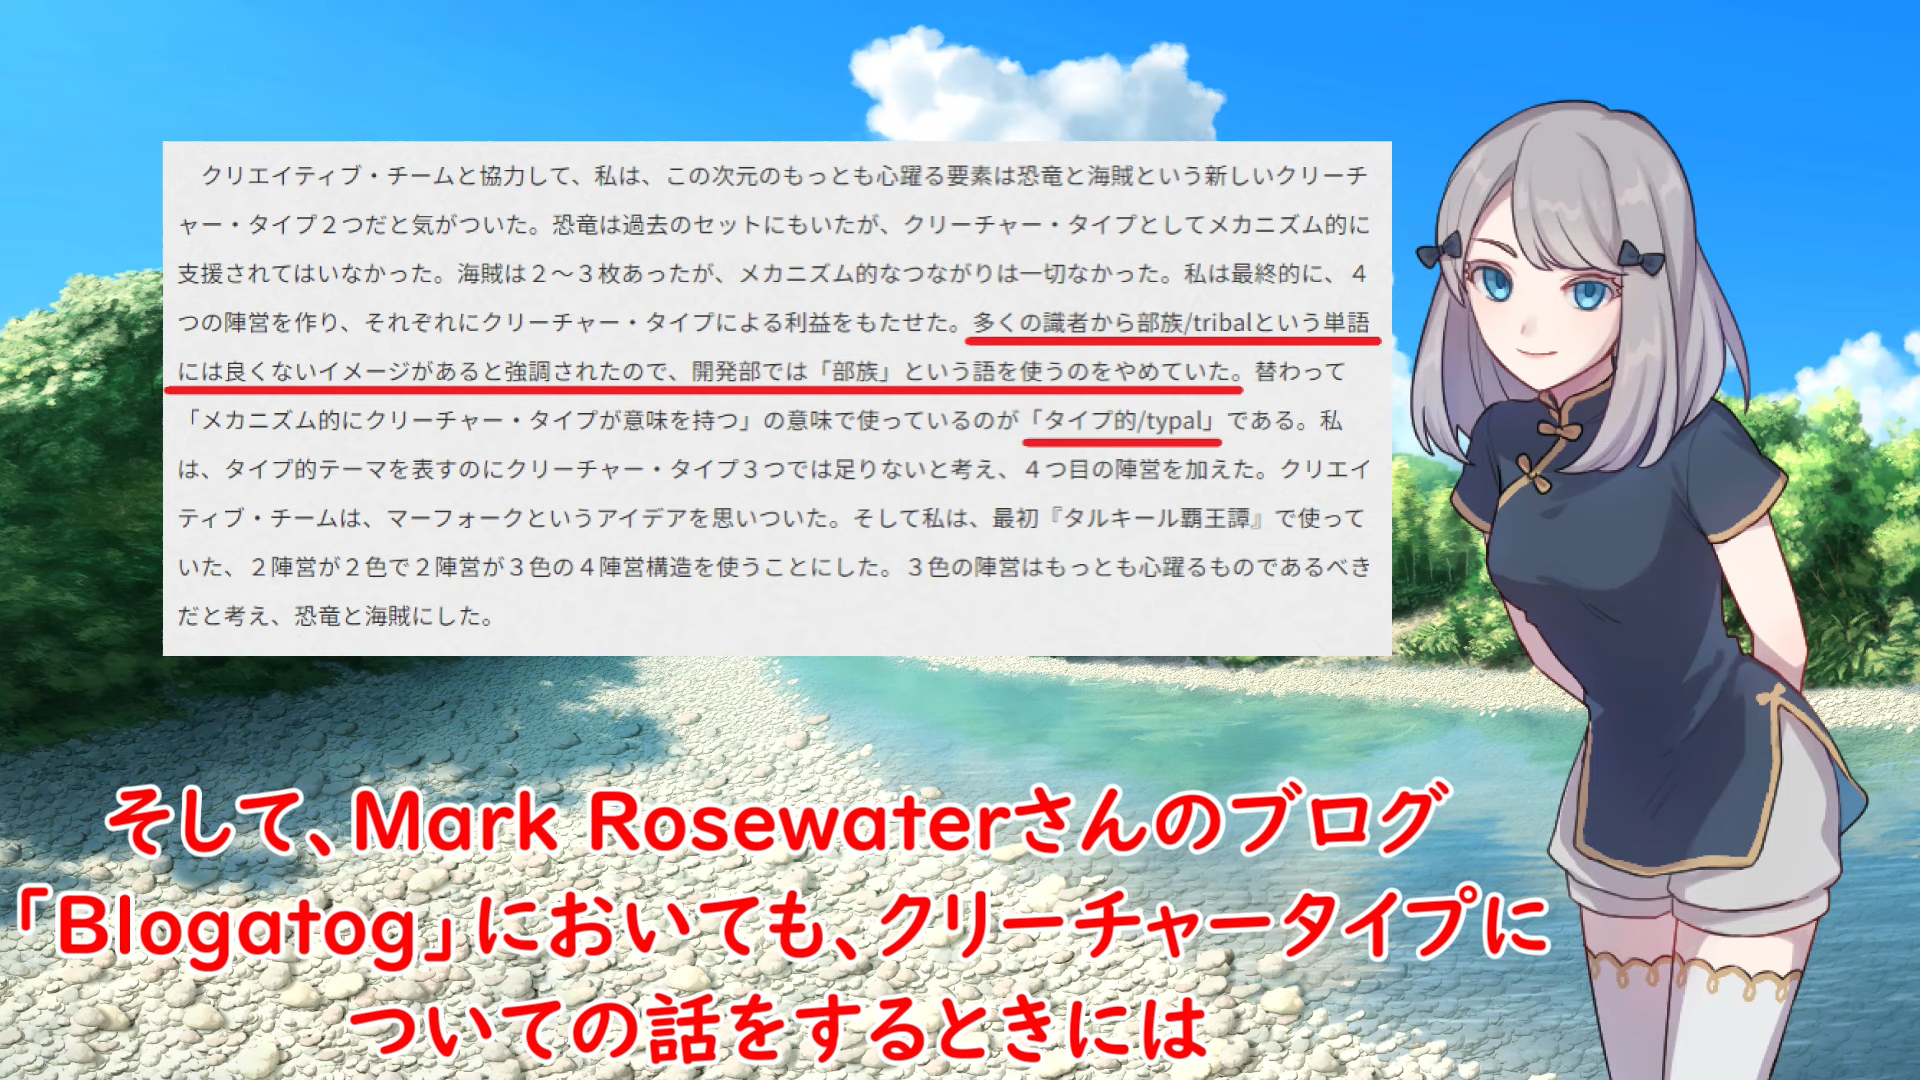 クリエイティブ・チームと協力して、私は、この次元のもっとも心躍る要素は恐竜と海賊という新しいクリーチ
ャー・タイプ２つだと気がついた。恐竜は過去のセットにもいたが、クリーチャー・タイプとしてメカニズム的に
支援されてはいなかった。海賊は２～３枚あったが、メカニズム的なつながりは一切なかった。私は最終的に、４
つの陣営を作り、それぞれにクリーチャー・タイプによる利益をもたせた。多くの識者から部族/tribalという単語
には良くないイメージがあると強調されたので、開発部では「部族」という語を使うのをやめていた。替わって
「メカニズム的にクリーチャー・タイプが意味を持つ」の意味で使っているのが「タイプ的/typal」である。私
は、タイプ的テーマを表すのにクリーチャー・タイプ３つでは足りないと考え、４つ目の陣営を加えた。クリエイ
ティブ・チームは、マーフォークというアイデアを思いついた。そして私は、最初『タルキール覇王譚』で使って
いた、２陣営が２色で２陣営が３色の４陣営構造を使うことにした。３色の陣営はもっとも心躍るものであるべき
だと考え、恐竜と海賊にした。
そして、Mark Rosewaterさんのブログ
「Blogatog」においても、クリーチャータイプに
ついての話をするときには